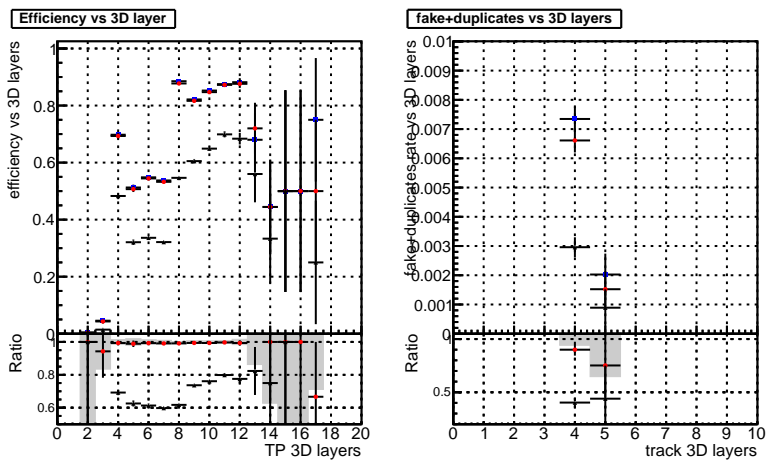 Efficiency vs 3D layer
efficiency vs 3D layers
1
0.8
0.6
0.4
0.2
0
Ratio
1
0.8
0.6
0 2 4 6 8 10 12 14 16 18 20
TP 3D layers
fake+duplicates vs 3D layers
fake+duplicates rate vs 3D layers
0.01
0.009
0.008
0.007
0.006
0.005
0.004
0.003
0.002
0.001
0
Ratio
1
0.5
0 1 2 3 4 5 6 7 8 9 10
track 3D layers